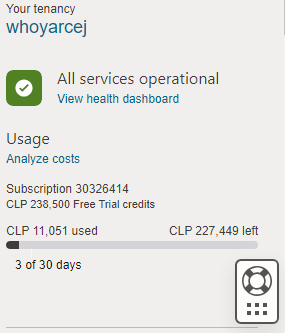 Your tenancy
whoyarcej
All services operational
View health dashboard
Usage
Analyze costs
Subscription 30326414
CLP 238,500 Free Trial credits
CLP 11,051 used CLP 227,449 left
3 of 30 days